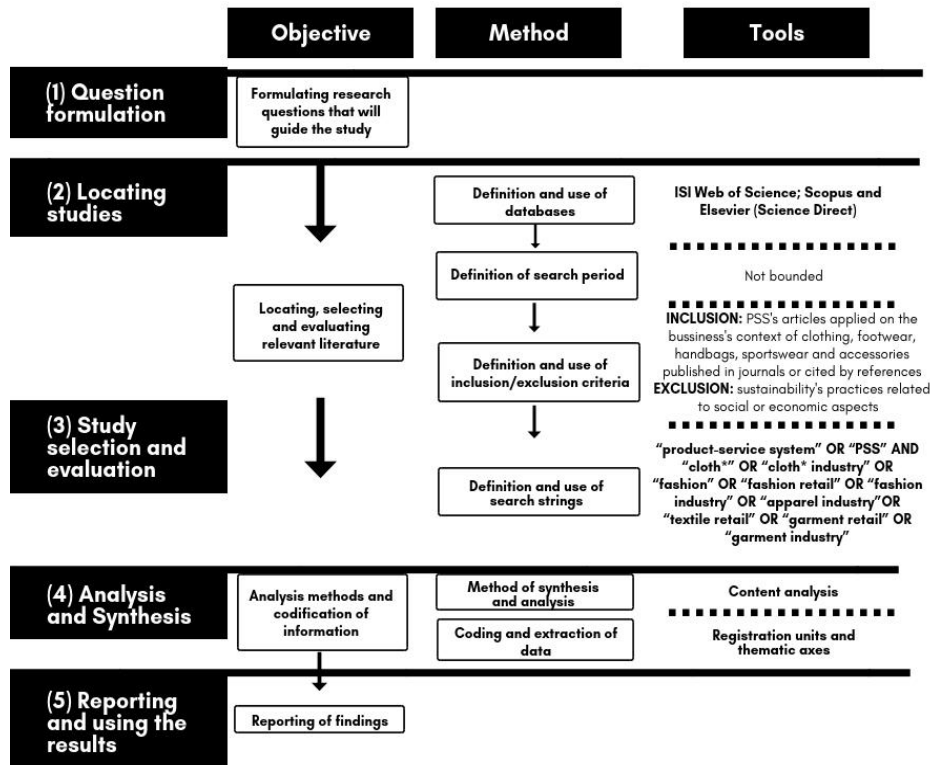 Objective
Method
Tools
(1) Question
formulation
Formulating research
questions that will
guide the study
(2) Locating
studies
Definition and use of
databases
ISI Web of Science; Scopus and
Elsevier (Science Direct)
Definition of search period
Not bounded
Locating, selecting
and evaluating
relevant literature
Definition and use of
inclusion/exclusion criteria
INCLUSION: PSS's articles applied on the
bussiness's context of clothing, footwear,
handbags, sportswear and accessories
published in journals or cited by references
EXCLUSION: sustainability's practices related
to social or economic aspects
(3) Study
selection and
evaluation
Definition and use of
search strings
“product-service system” OR “PSS” AND
“cloth*” OR “cloth* industry” OR
“fashion” OR “fashion retail” OR “fashion
industry” OR “apparel industry”OR
“textile retail” OR “garment retail” OR
“garment industry”
(4) Analysis
and Synthesis
Analysis methods and
codification of
information
Method of synthesis
and analysis
Content analysis
Coding and extraction of
data
Registration units and
thematic axes
(5) Reporting
and using the
results
Reporting of findings